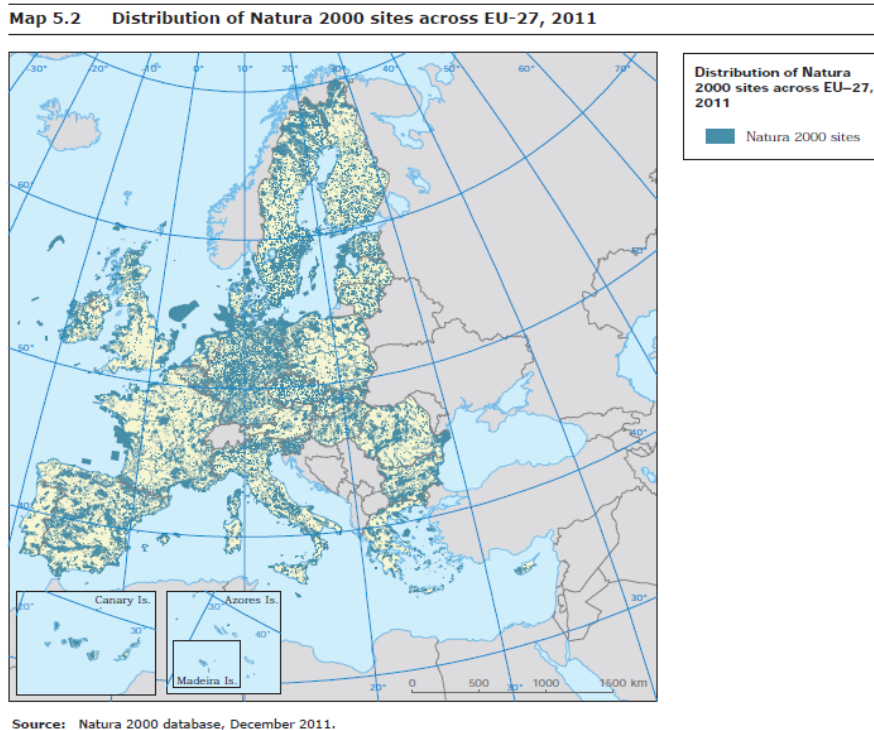 Map 5.2 Distribution of Natura 2000 sites across EU-27, 2011
-30° -20° -10° 0° 10° 20° 30° 40° 50° 60° 70°
60°
50°
50°
40°
40°
30°
Distribution of Natura
2000 sites across EU–27,
2011
Natura 2000 sites
Canary Is.
20°
30°
Azores Is.
30°
40°
Madeira Is.
0 500 1000 1500 km
20° 30°
Source: Natura 2000 database, December 2011.